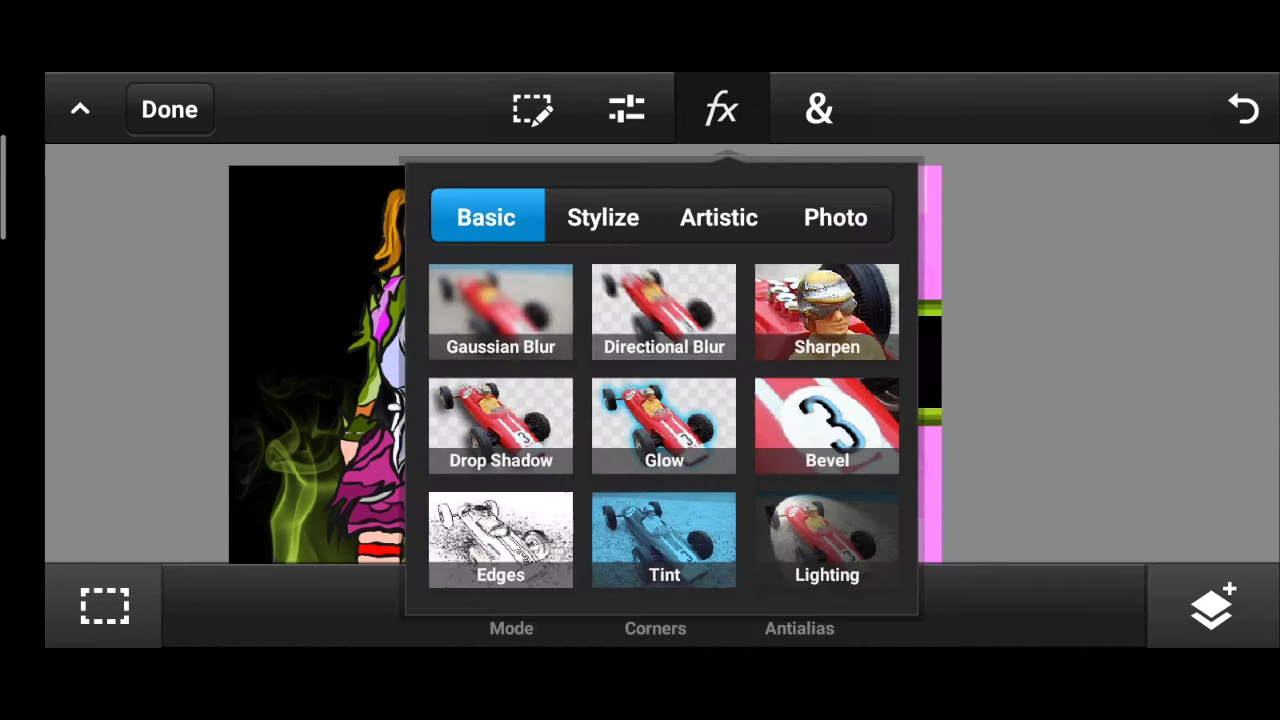 Done
fx
&
Basic Stylize Artistic Photo
Gaussian Blur Directional Blur Sharpen
Drop Shadow Glow Bevel
Edges Tint Lighting
Mode Corners Antialias